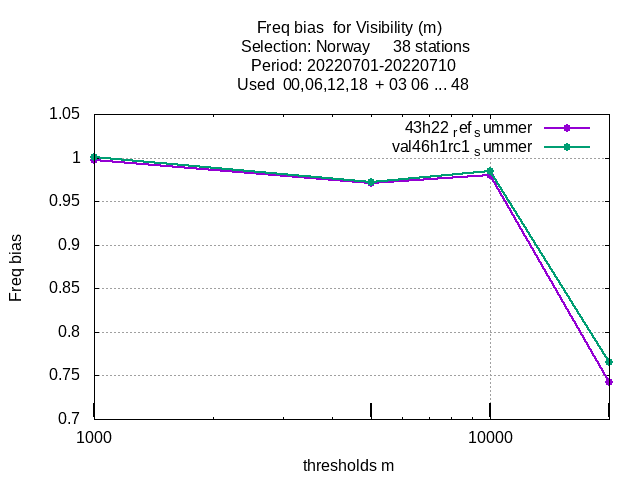 Freq bias  for Visibility (m)
Selection: Norway     38 stations
Period: 20220701-20220710
Used  00,06,12,18  + 03 06 ... 48
1.05
43h22 ref summer
val46h1rc1 summer
1
0.95
0.9
Freq bias
0.85
0.8
0.75
0.7
1000 10000
thresholds m